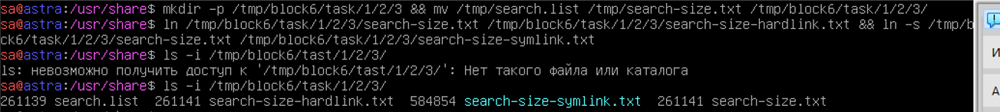 sa@astra:/usr/share$ mkdir -p /tmp/block6/task/1/2/3 && mv /tmp/search.list /tmp/search-size.txt /tmp/block6/task/1/2/3/
sa@astra:/usr/share$ ln /tmp/block6/task/1/2/3/search-size.txt /tmp/block6/task/1/2/3/search-size-hardlink.txt && ln -s /tmp/b
ck6/task/1/2/3/search-size.txt /tmp/block6/task/1/2/3/search-size-symlink.txt
sa@astra:/usr/share$ ls -i /tmp/block6/tast/1/2/3/
ls: невозможно получить доступ к '/tmp/block6/tast/1/2/3/': Нет такого файла или каталога
sa@astra:/usr/share$ ls -i /tmp/block6/tast/1/2/3/
261139 search.list  261141 search-size-hardlink.txt  584854 search-size-symlink.txt  261141 search-size.txt
И
А